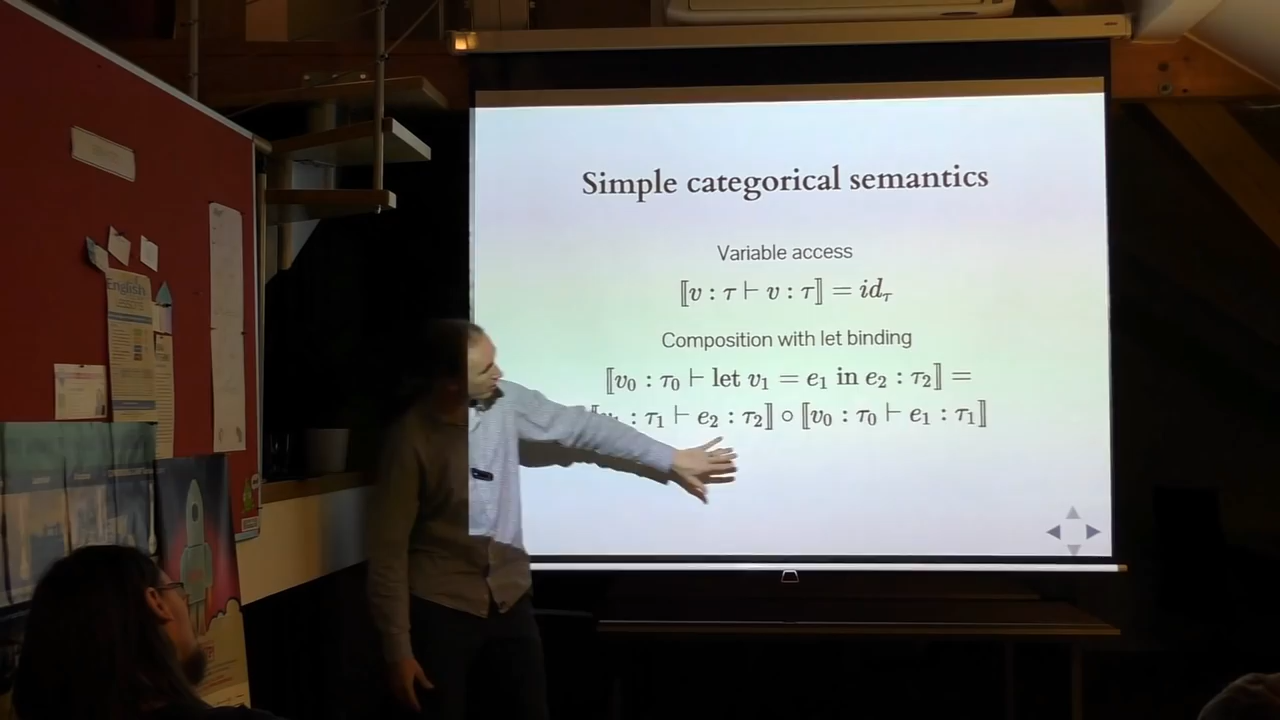 English
Simple categorical semantics
Variable access
⟦v : τ ⊢ v : τ⟧ = id_τ
Composition with let binding
⟦v₀ : τ₀ ⊢ let v₁ = e₁ in e₂ : τ₂⟧ =
: τ₁ ⊢ e₂ : τ₂⟧ ∘ ⟦v₀ : τ₀ ⊢ e₁ : τ₁⟧